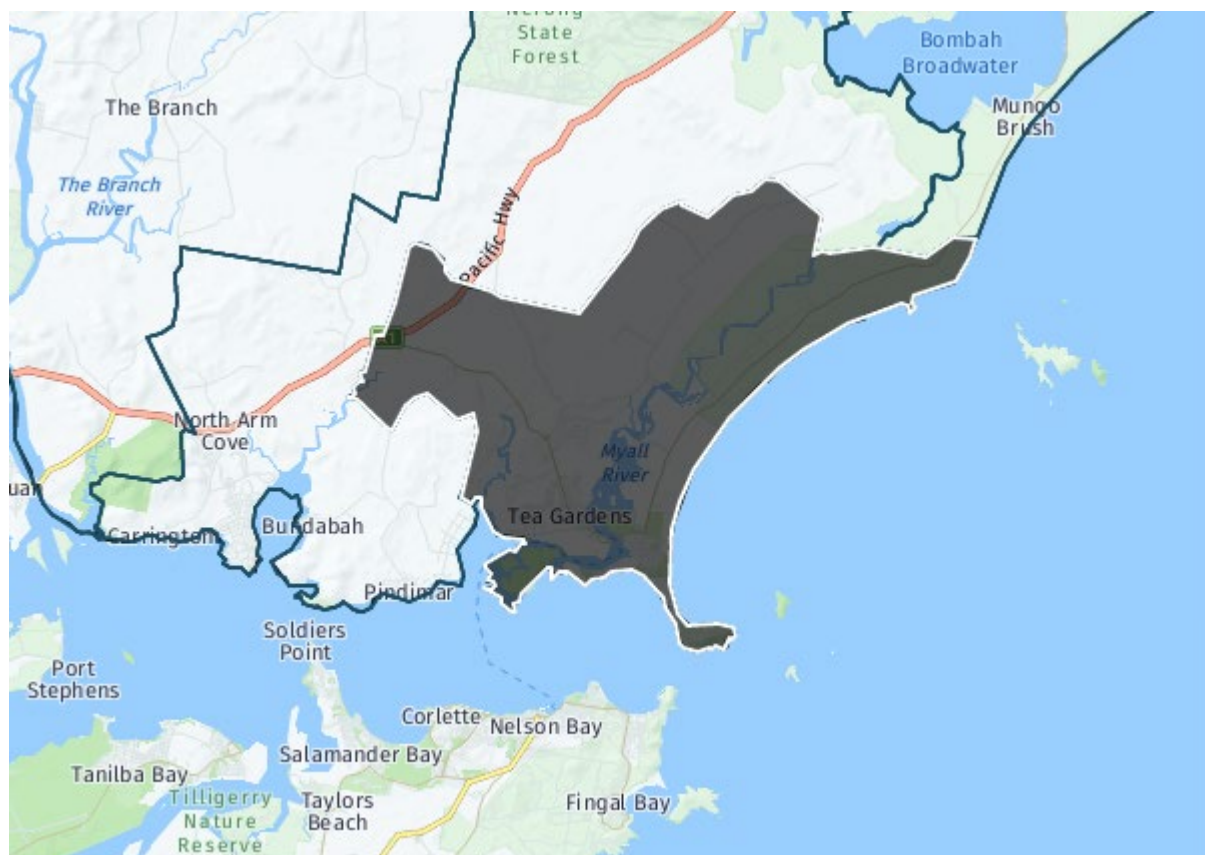 Nerong
State
Forest
Bombah
Broadwater
The Branch
Mungo
Brush
The Branch
River
Pacific Hwy
North Arm
Cove
Myall
River
uan
Tea Gardens
Carrington
Bundabah
Pindimar
Soldiers
Point
Port
Stephens
Corlette
Nelson Bay
Salamander Bay
Tanilba Bay
Tilligerry
Nature
Reserve
Taylors
Beach
Fingal Bay